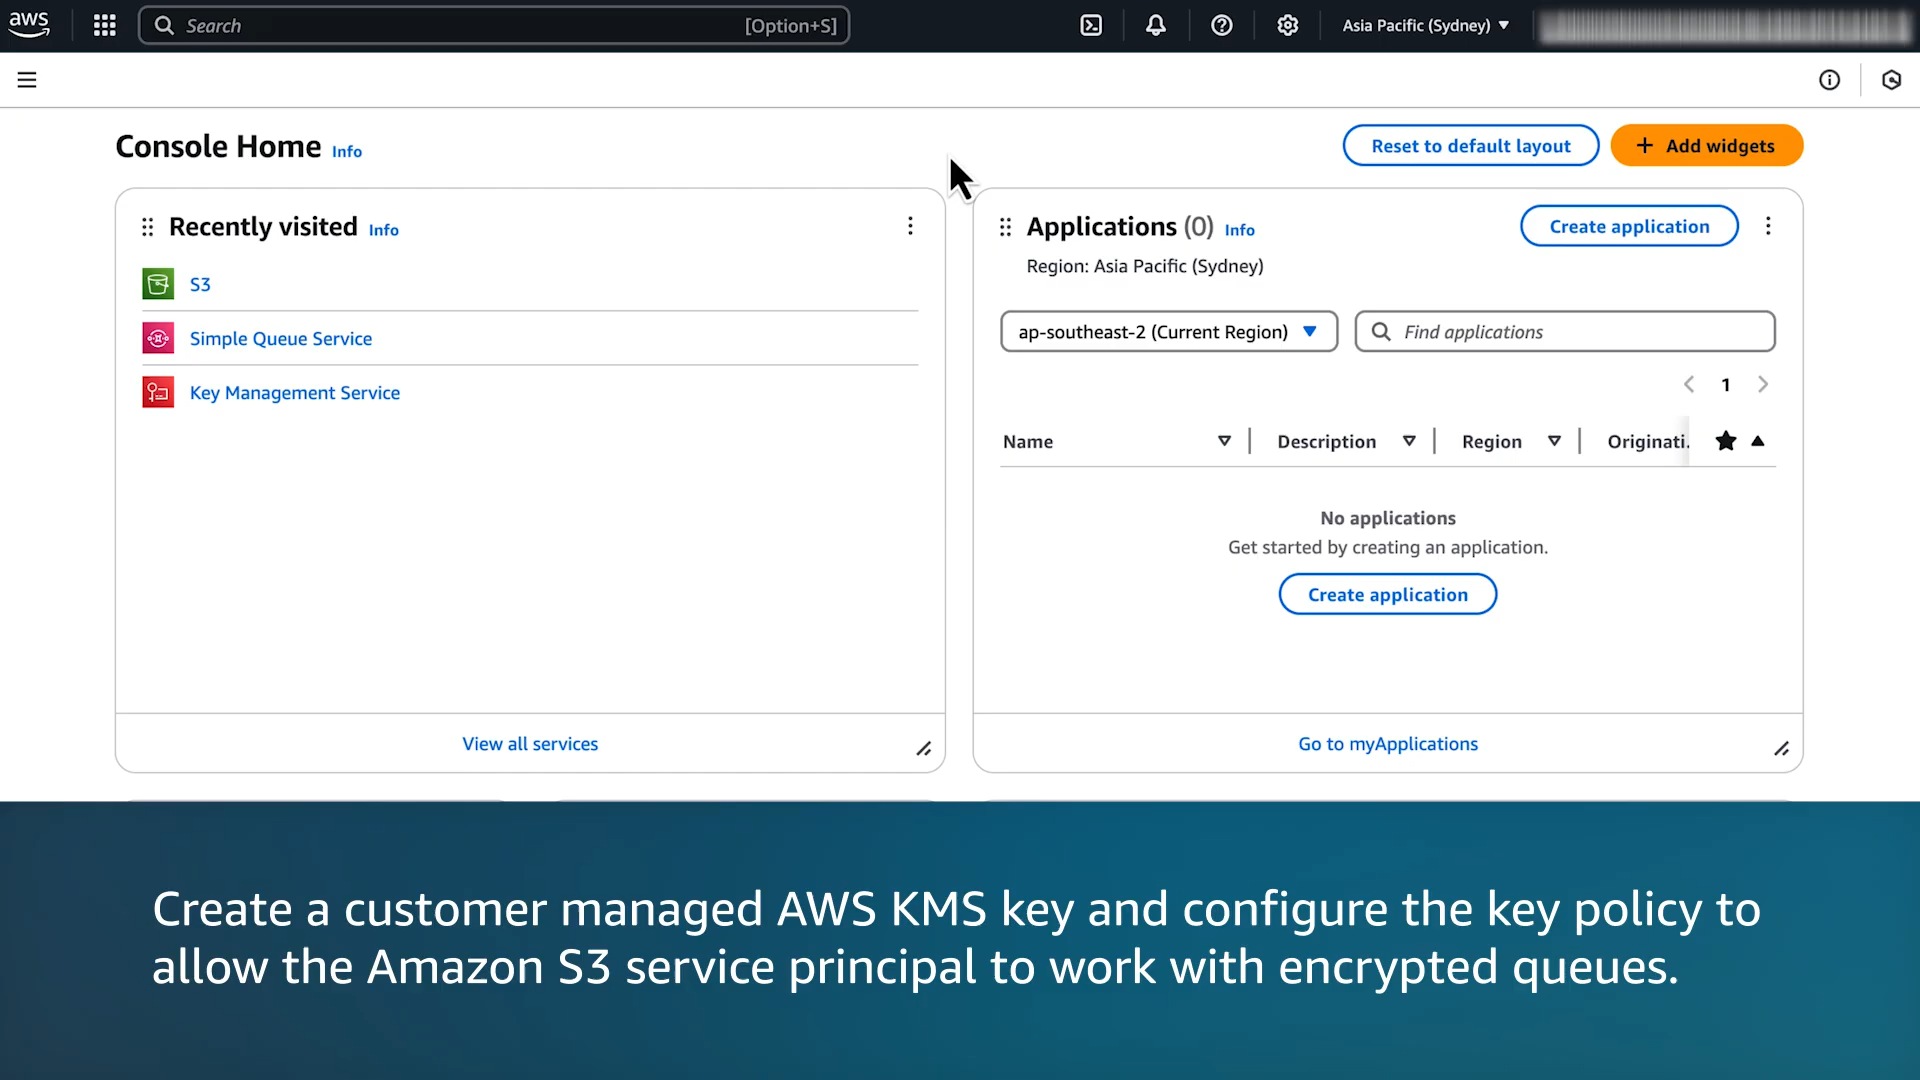 aws
Search [Option+S]
Asia Pacific (Sydney)
Console Home Info
Reset to default layout
+ Add widgets
Recently visited Info
S3
Simple Queue Service
Key Management Service
View all services
Applications (0) Info
Create application
Region: Asia Pacific (Sydney)
ap-southeast-2 (Current Region)
Find applications
1
Name Description Region Originati.
No applications
Get started by creating an application.
Create application
Go to myApplications
Create a customer managed AWS KMS key and configure the key policy to
allow the Amazon S3 service principal to work with encrypted queues.